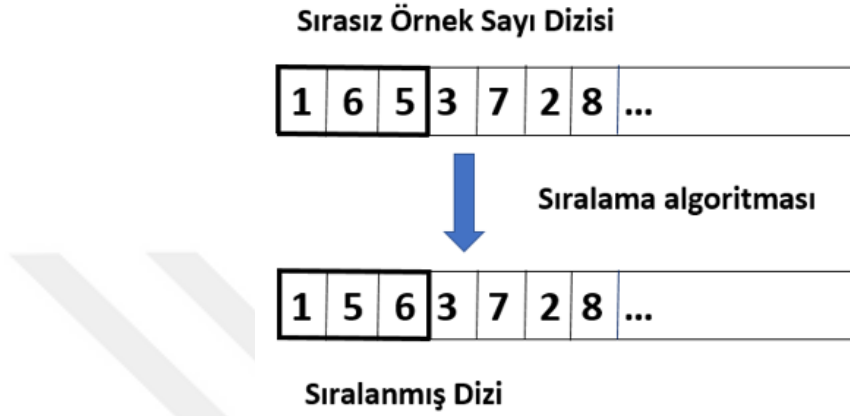 Sırasız Örnek Sayı Dizisi
1 6 5 3 7 2 8 ...
Sıralama algoritması
1 5 6 3 7 2 8 ...
Sıralanmış Dizi